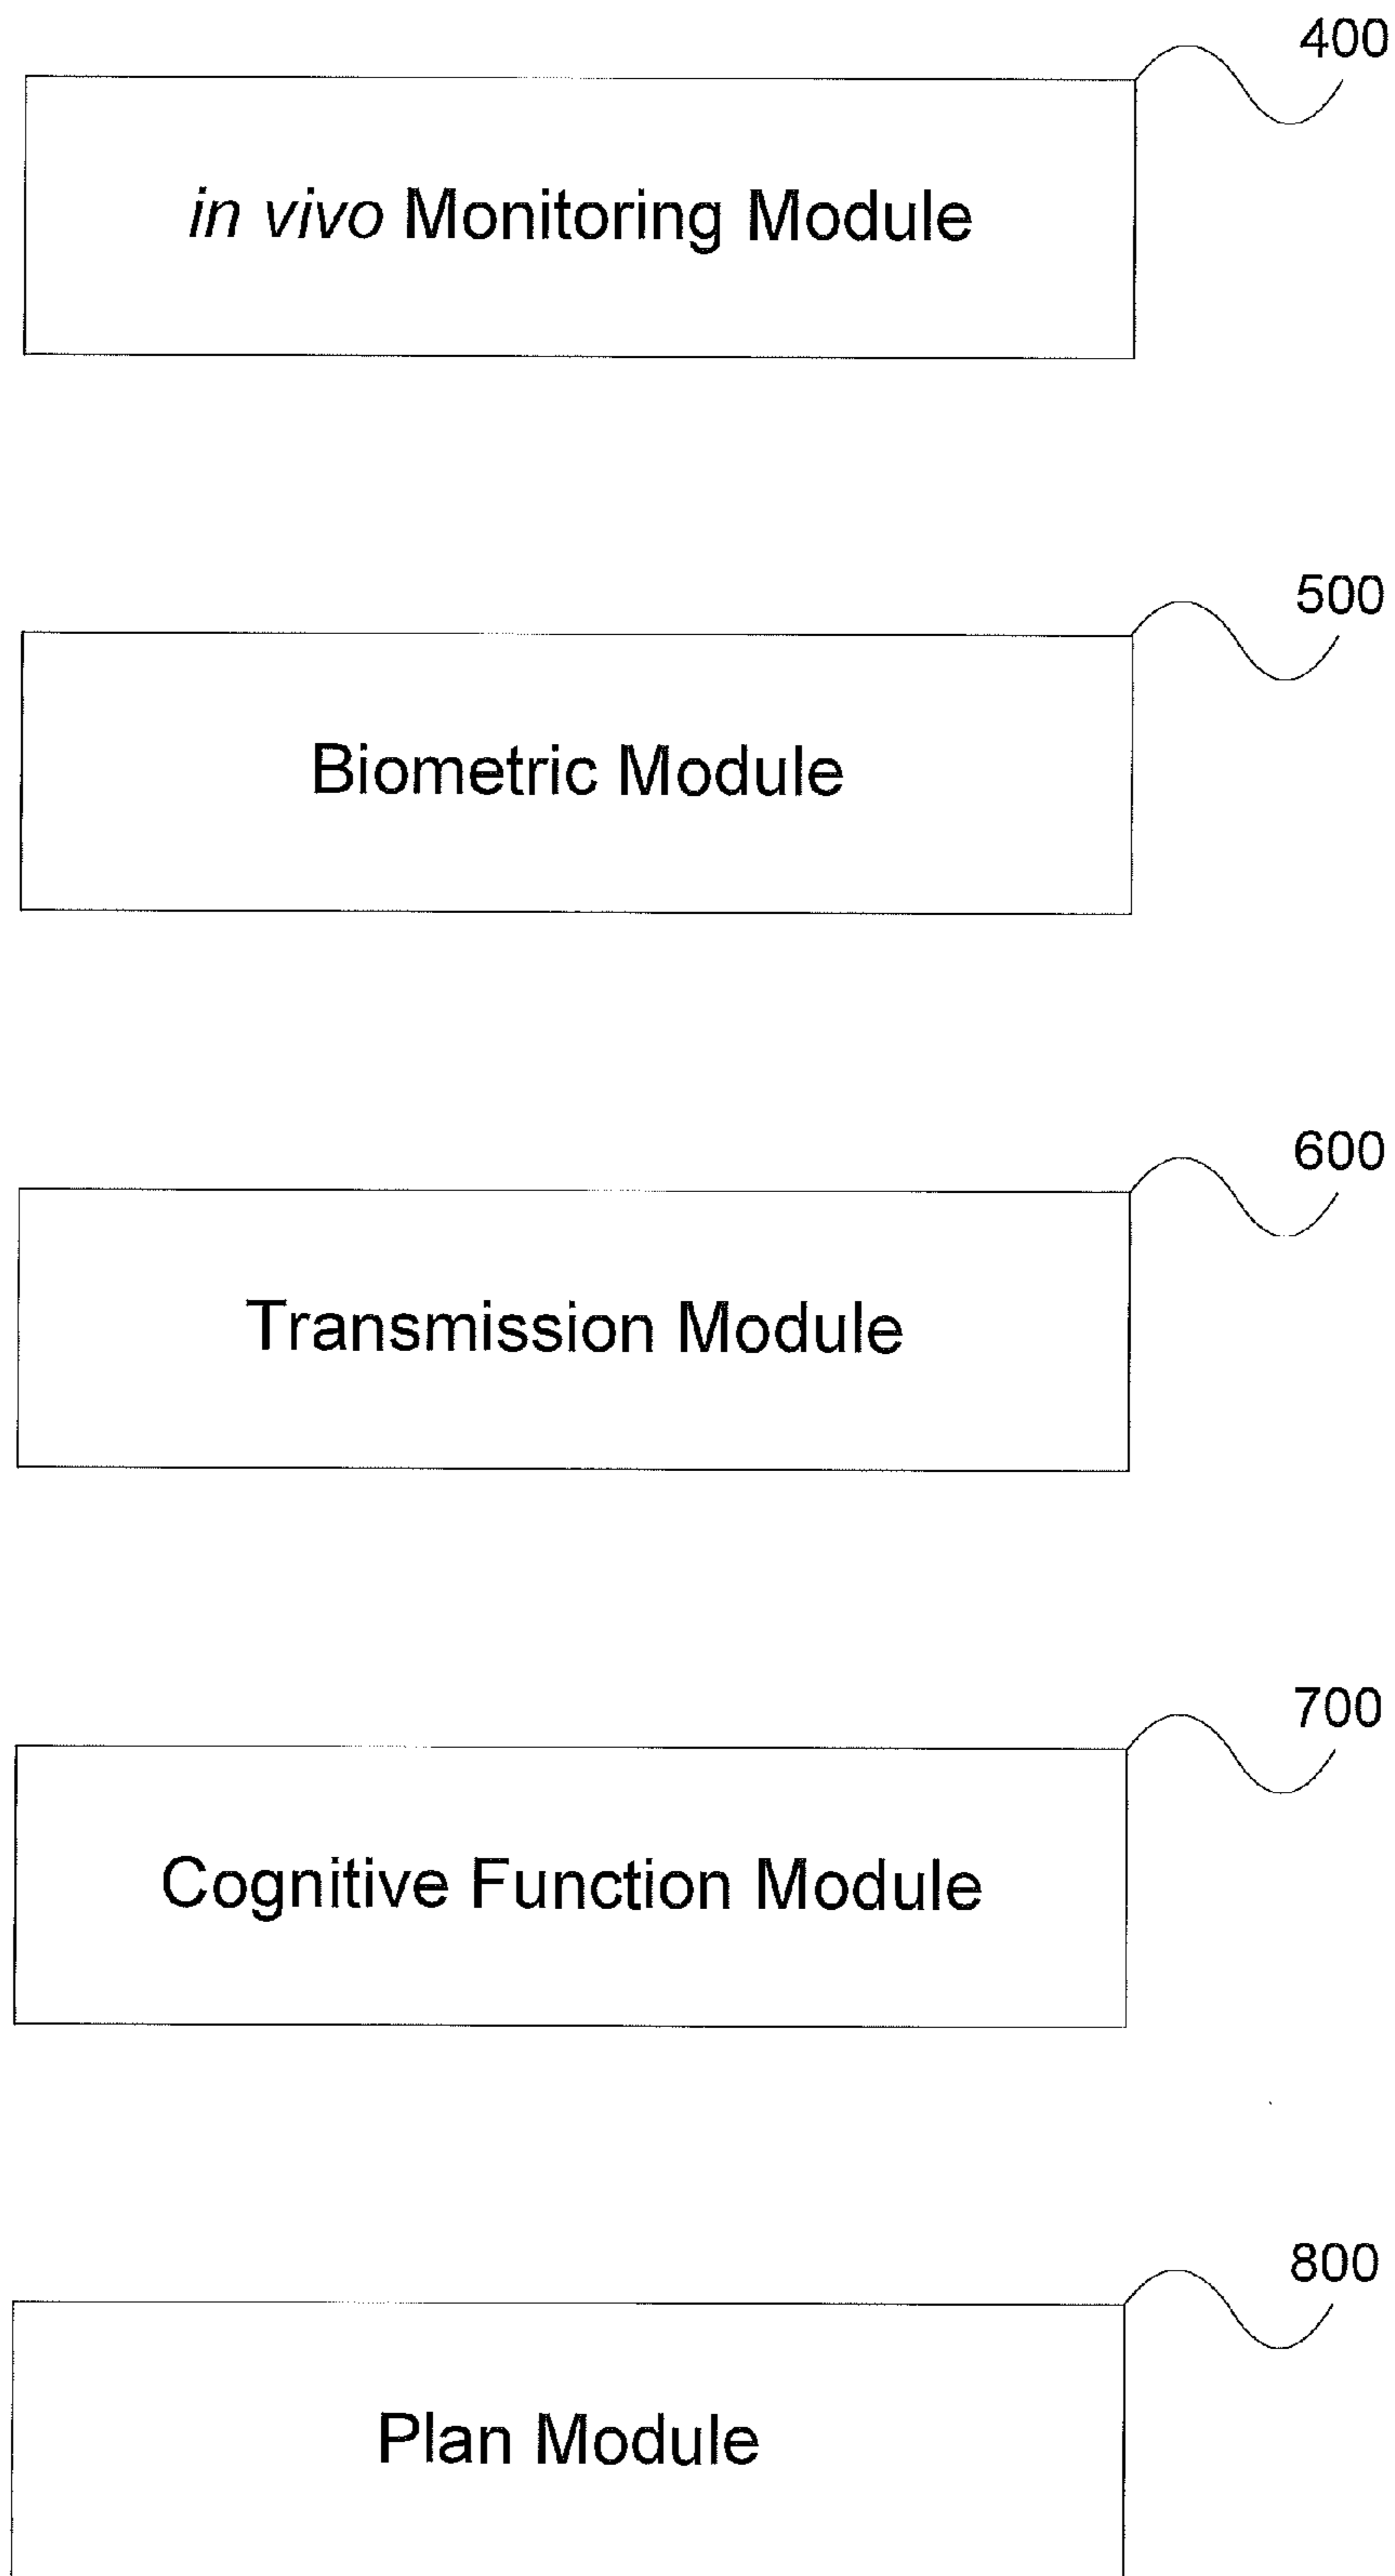 400
in vivo Monitoring Module
500
Biometric Module
600
Transmission Module
700
Cognitive Function Module
800
Plan Module